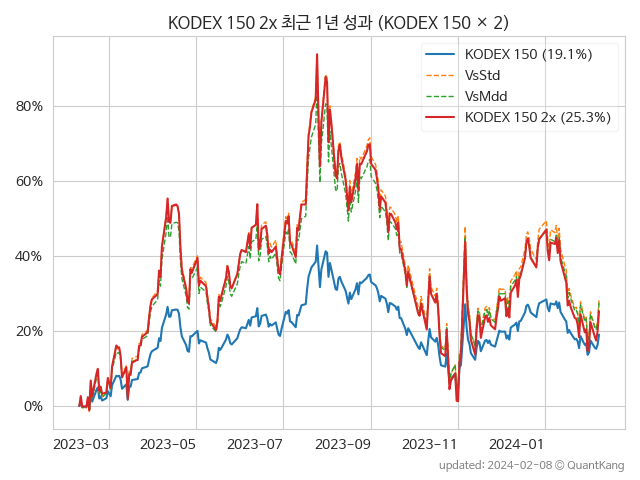 KODEX 150 2x 최근 1년 성과 (KODEX 150 × 2)
KODEX 150 (19.1%)
VsStd
VsMdd
KODEX 150 2x (25.3%)
80%
60%
40%
20%
0%
2023-03 2023-05 2023-07 2023-09 2023-11 2024-01
updated: 2024-02-08 © QuantKang